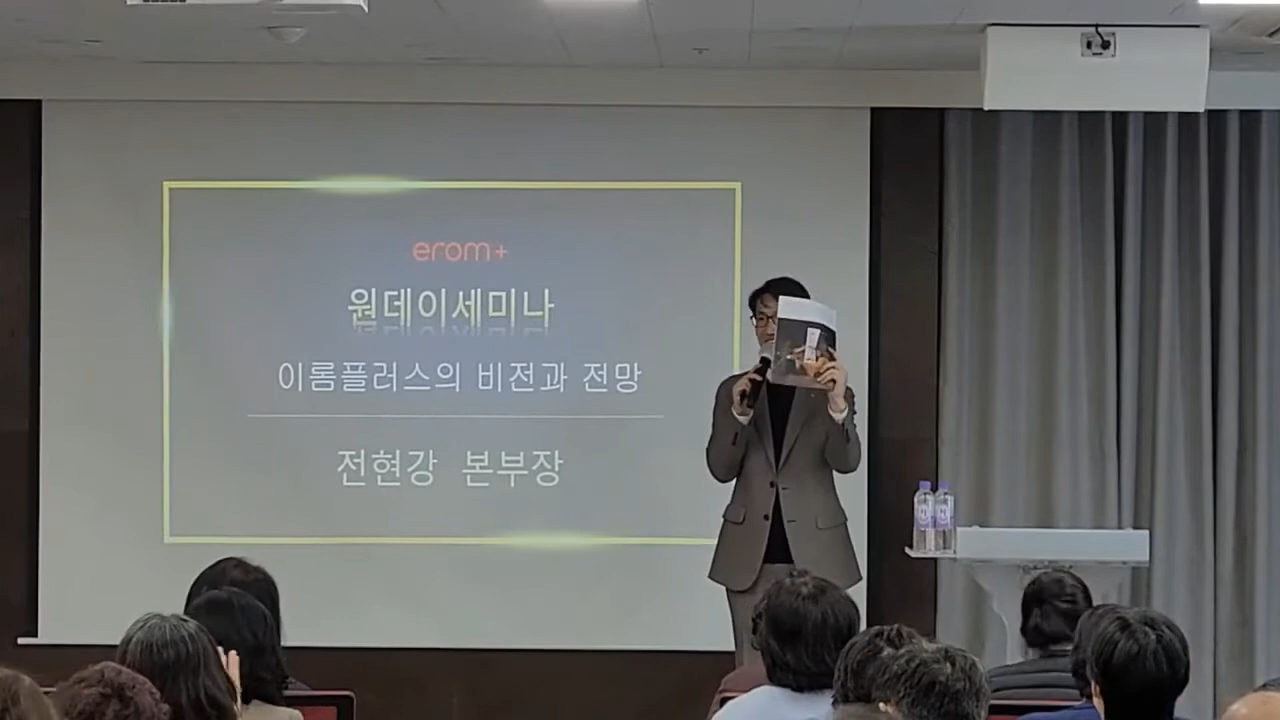 erom+
원데이세미나
이롬플러스의 비전과 전망
전현강 본부장